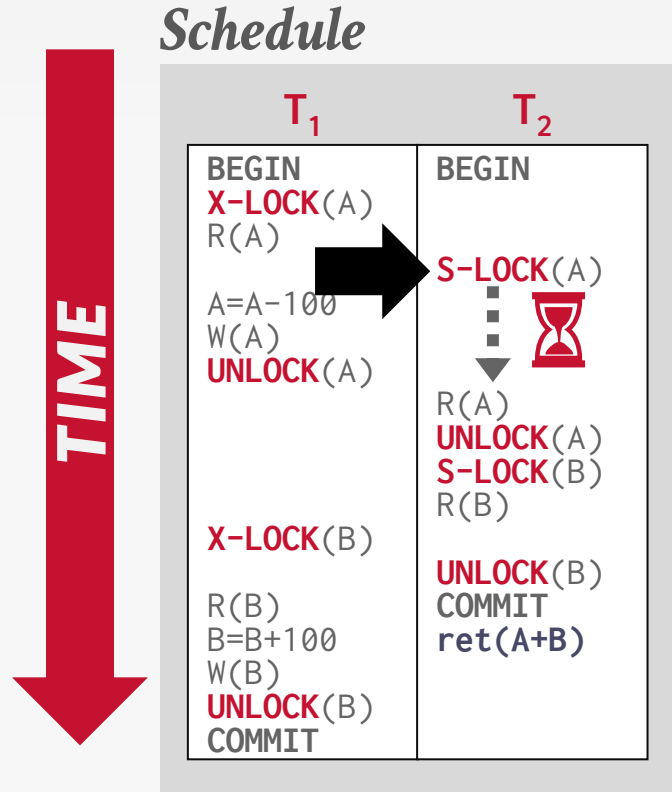 Schedule
TIME
T1 T2
BEGIN BEGIN
X-LOCK(A)
R(A)
S-LOCK(A)
A=A-100
W(A)
UNLOCK(A)
R(A)
UNLOCK(A)
S-LOCK(B)
R(B)
X-LOCK(B)
UNLOCK(B)
R(B) COMMIT
B=B+100 ret(A+B)
W(B)
UNLOCK(B)
COMMIT